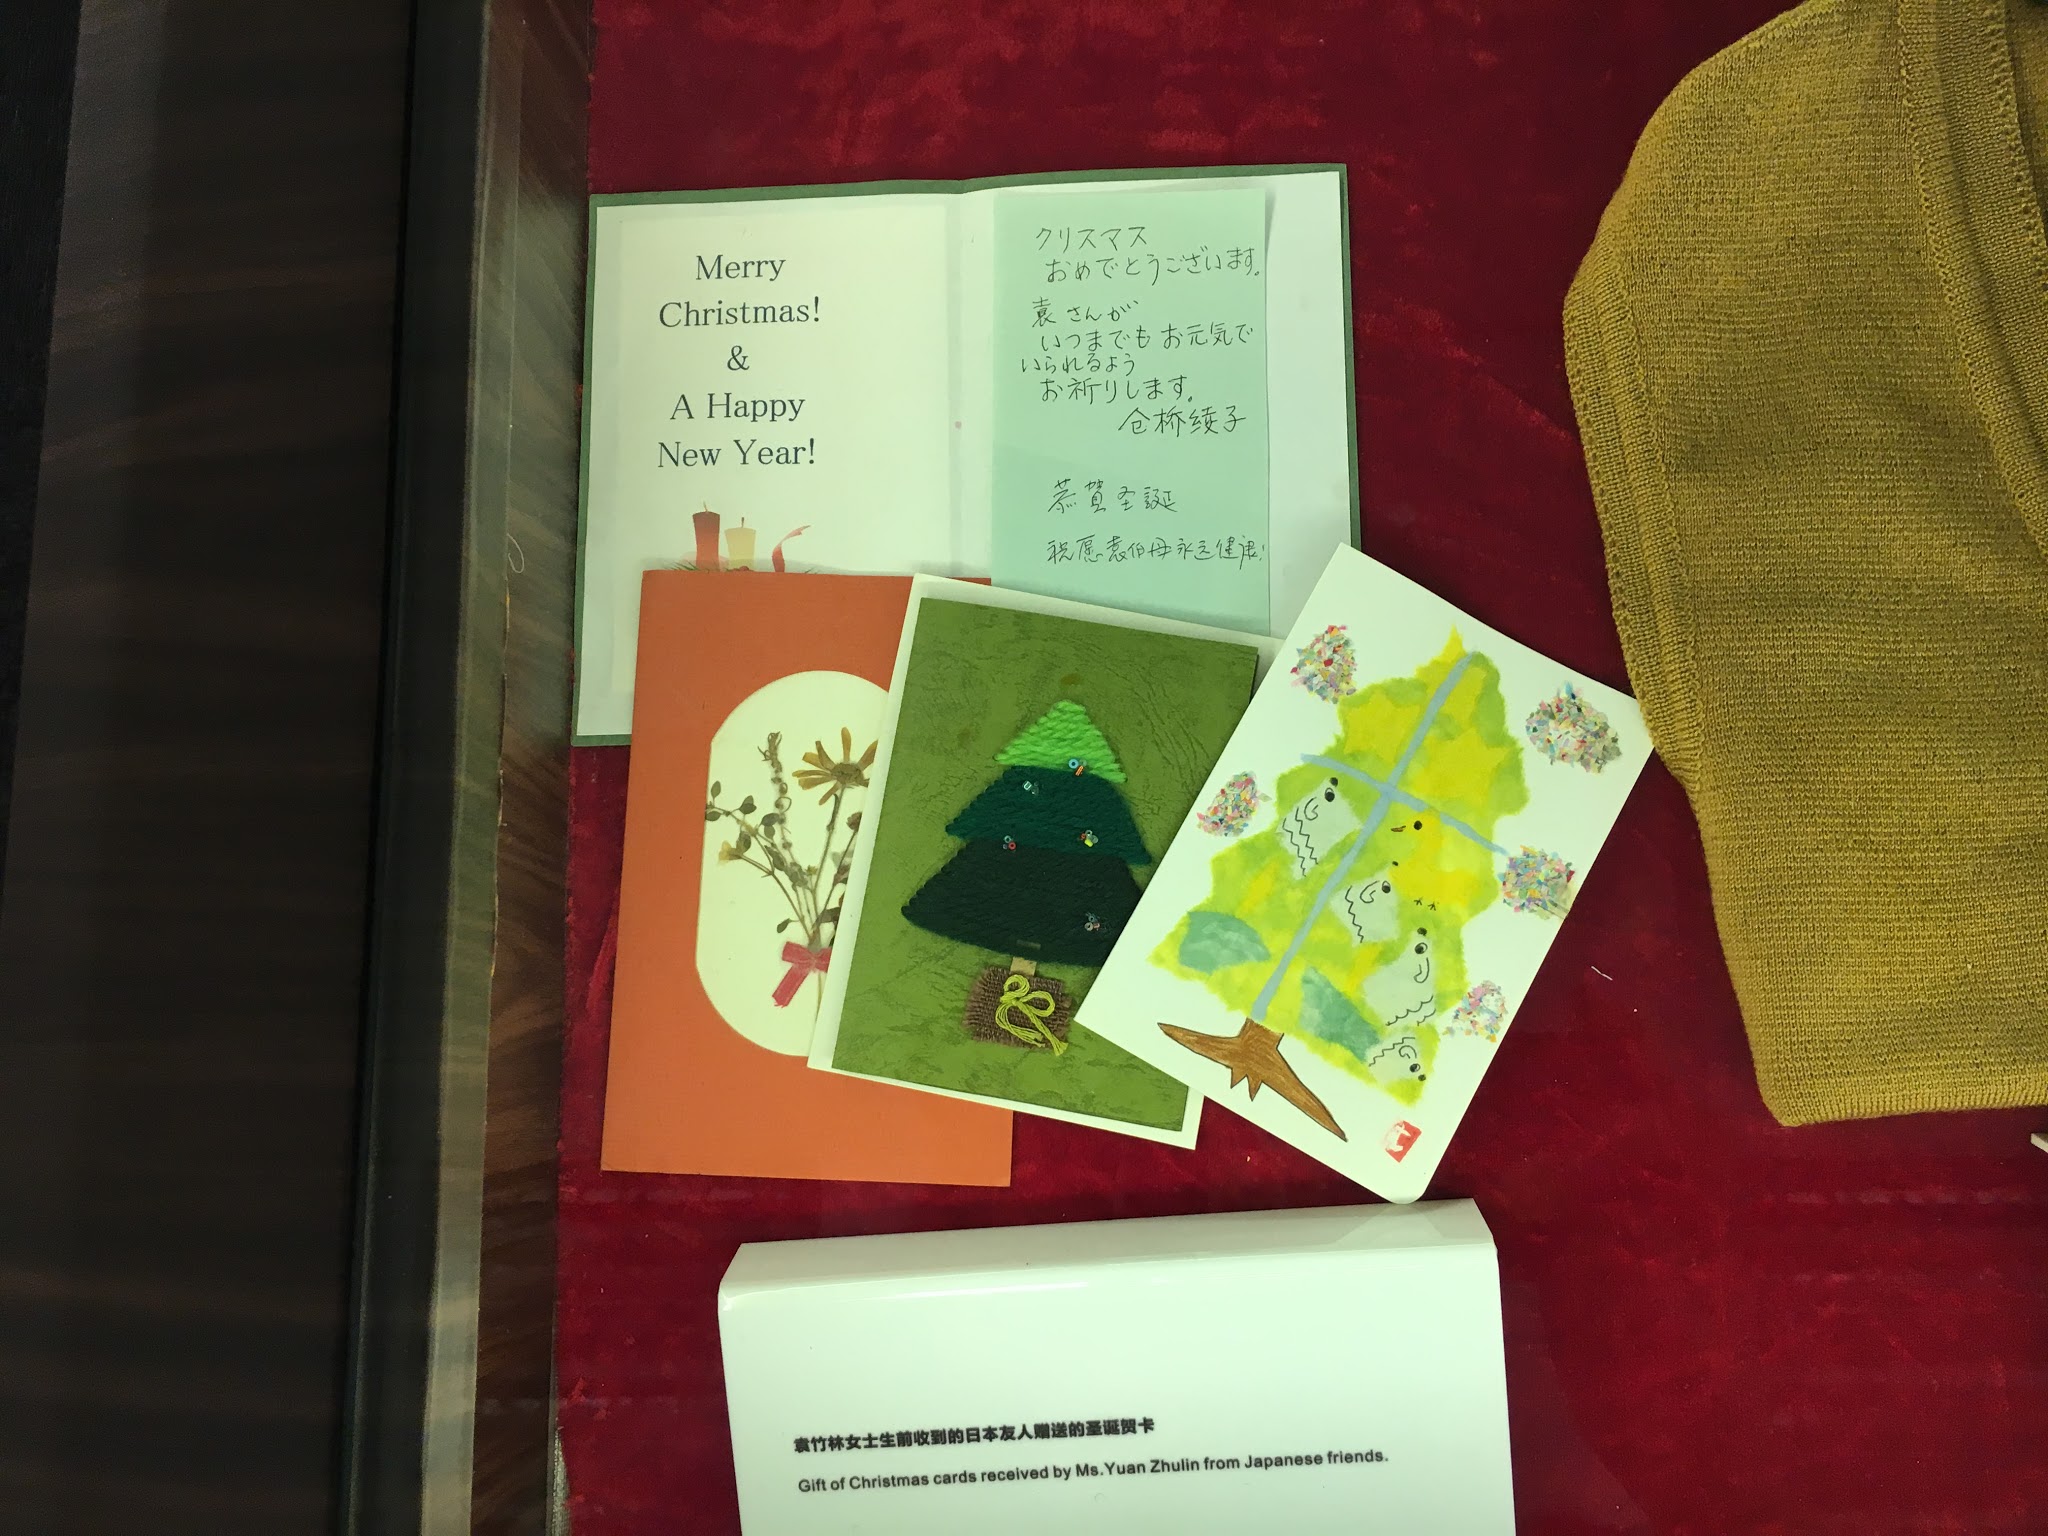 Merry
Christmas!
&
A Happy
New Year!
クリスマス
おめでとうございます。
袁さんが
いつまでもお元気で
いられるよう
お祈りします。
仓桥綾子
恭賀圣誕
祝愿袁伯母永远健康!
袁竹林女士生前收到的日本友人赠送的圣诞贺卡
Gift of Christmas cards received by Ms.Yuan Zhulin from Japanese friends.